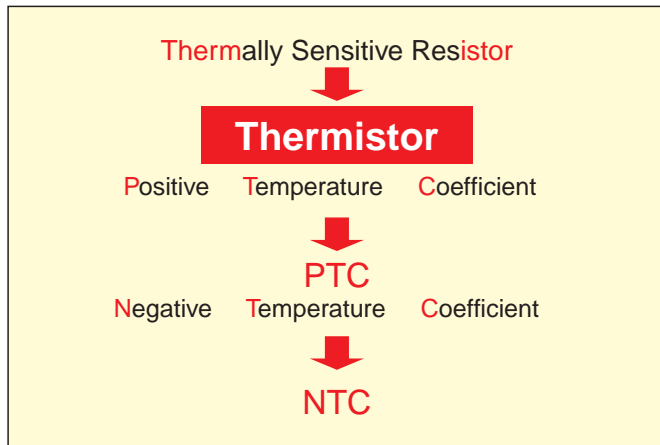 Thermally Sensitive Resistor
Thermistor
Positive Temperature Coefficient
PTC
Negative Temperature Coefficient
NTC